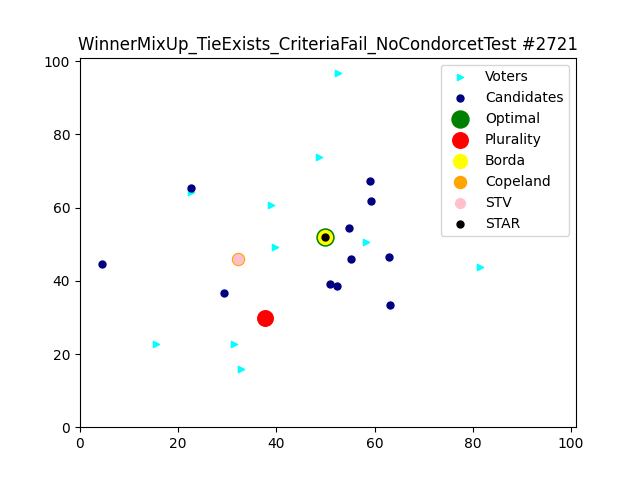 WinnerMixUp_TieExists_CriteriaFail_NoCondorcetTest #2721
100
80
60
40
20
0
0 20 40 60 80 100
Voters
Candidates
Optimal
Plurality
Borda
Copeland
STV
STAR